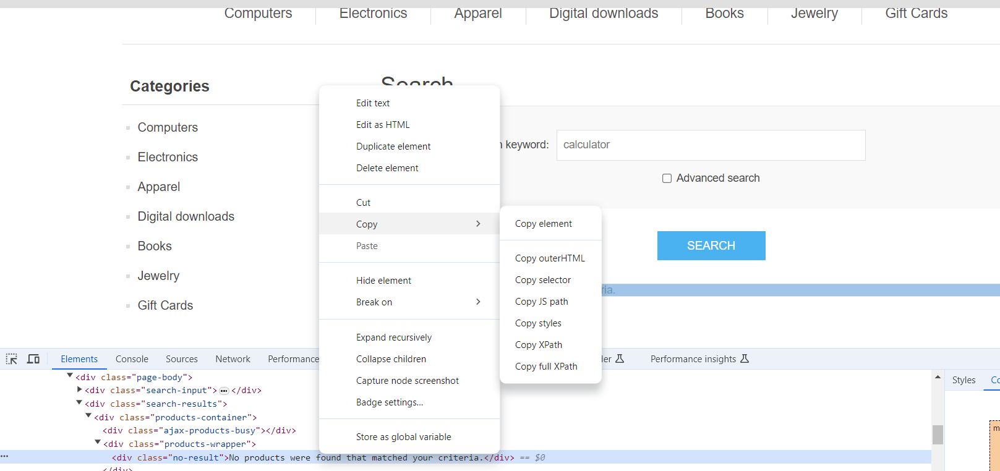 Computers Electronics Apparel Digital downloads Books Jewelry Gift Cards
Categories
Computers
Electronics
Apparel
Digital downloads
Books
Jewelry
Gift Cards
Search
keyword: calculator
Advanced search
SEARCH
Edit text
Edit as HTML
Duplicate element
Delete element
Cut
Copy
Paste
Hide element
Break on
Expand recursively
Collapse children
Capture node screenshot
Badge settings...
Store as global variable
Copy element
Copy outerHTML
Copy selector
Copy JS path
Copy styles
Copy XPath
Copy full XPath
Elements Console Sources Network Performance Performance insights
Styles
<div class="page-body">
<div class="search-input">…</div>
<div class="search-results">
<div class="products-container">
<div class="ajax-products-busy"></div>
<div class="products-wrapper">
<div class="no-result">No products were found that matched your criteria.</div> == $0
</div>